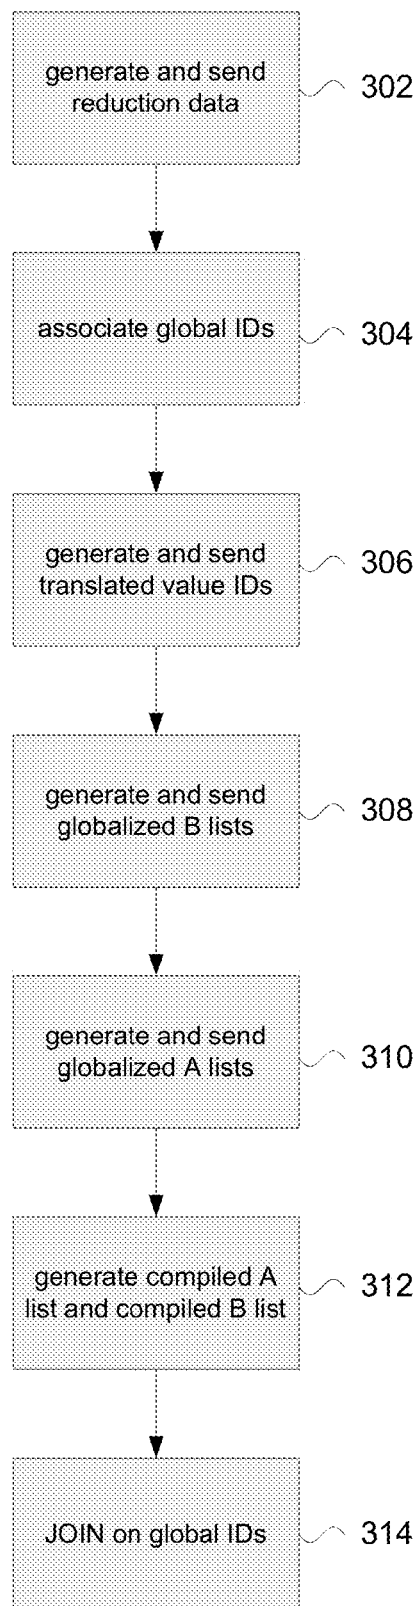 generate and send
reduction data
302
associate global IDs
304
generate and send
translated value IDs
306
generate and send
globalized B lists
308
generate and send
globalized A lists
310
generate compiled A
list and compiled B list
312
JOIN on global IDs
314